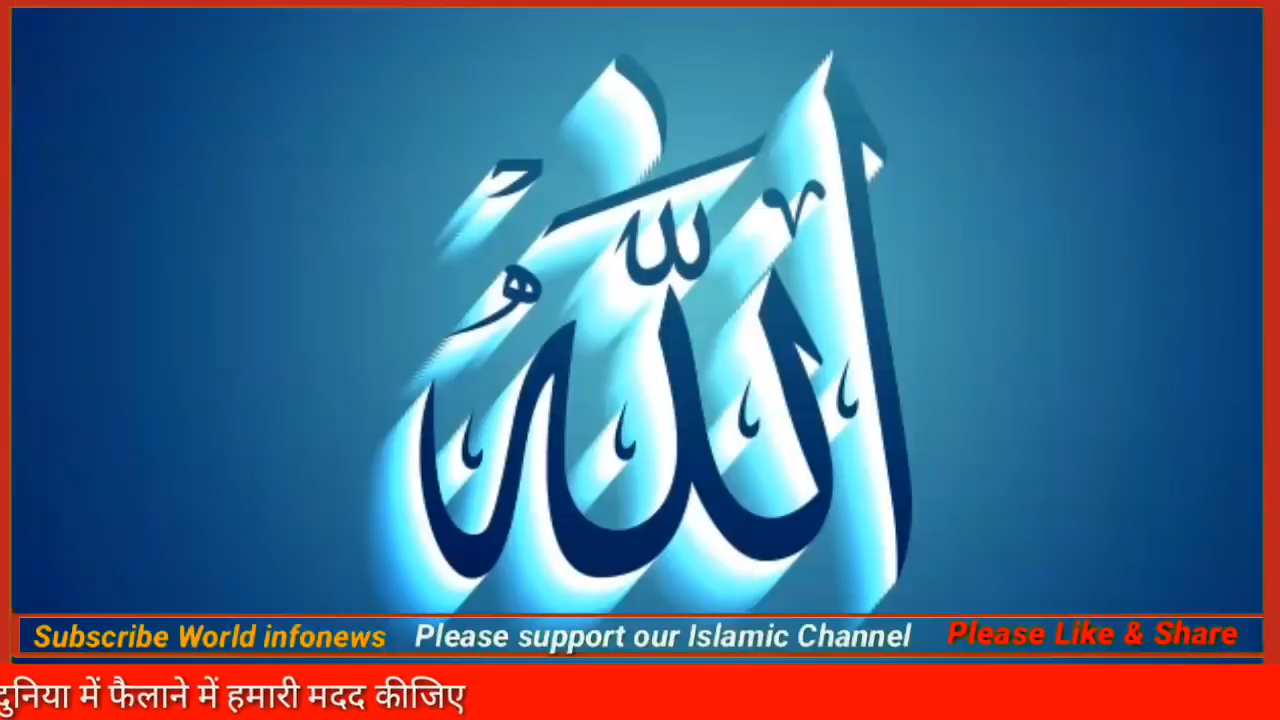 الله
Subscribe World infonews Please support our Islamic Channel Please Like & Share
दुनिया में फैलाने में हमारी मदद कीजिए